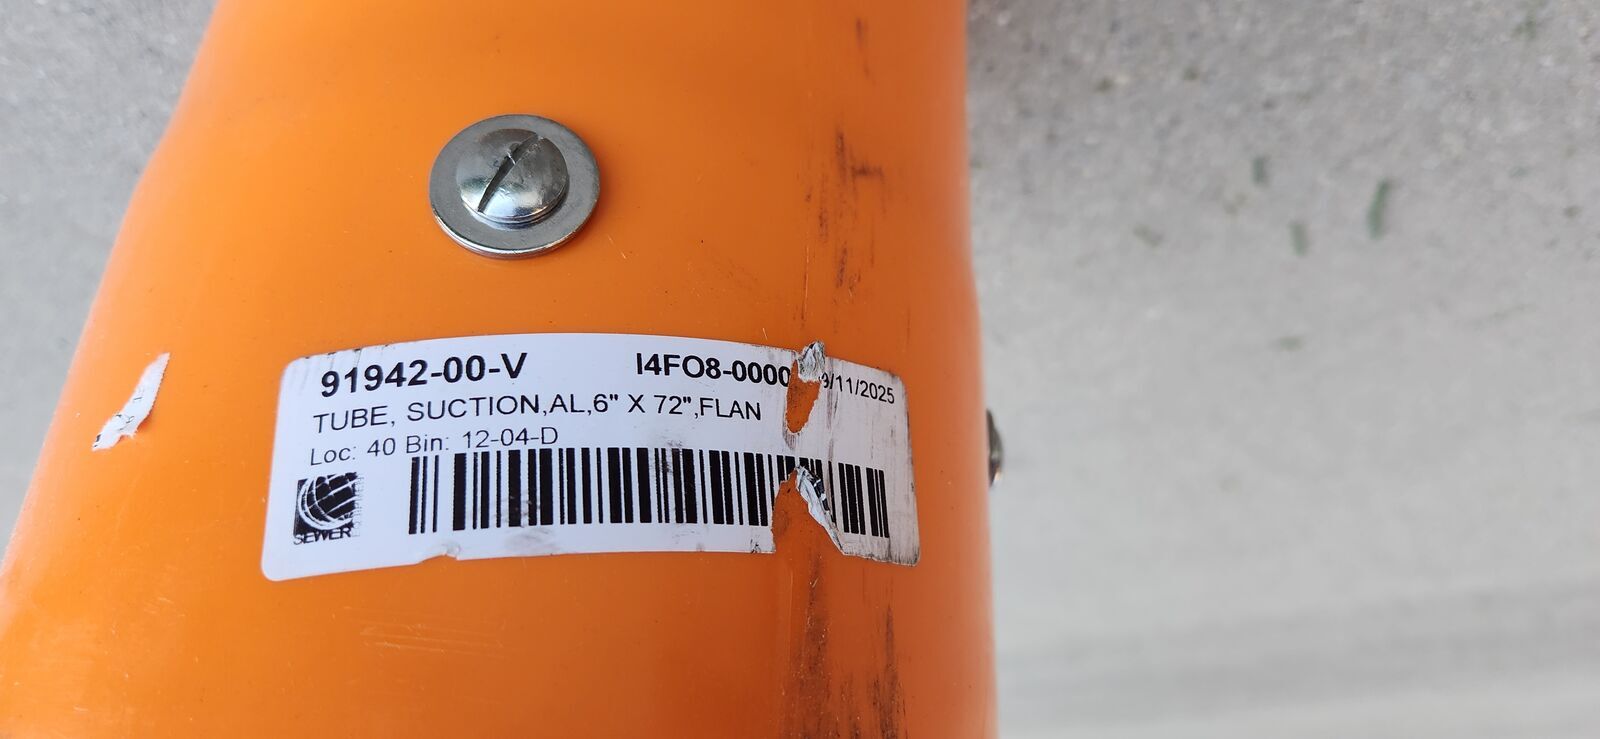 91942-00-V I4FO8-0000 9/11/2025
TUBE, SUCTION,AL,6" X 72",FLAN
Loc: 40 Bin: 12-04-D
SEWER